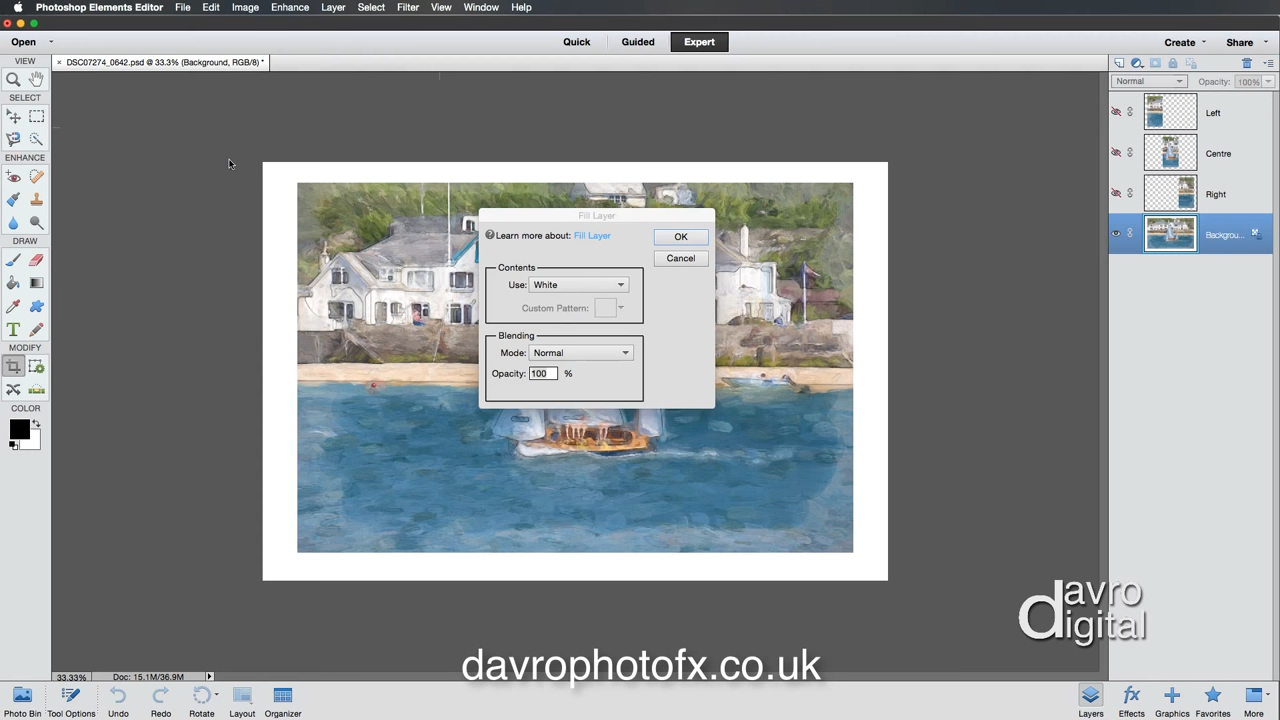 Photoshop Elements Editor File Edit Image Enhance Layer Select Filter View Window Help
Open Quick Guided Expert Create Share
× DSC07274_0642.psd @ 33.3% (Background, RGB/8) *
VIEW
SELECT
ENHANCE
DRAW
MODIFY
COLOR
Fill Layer
Learn more about: Fill Layer
OK
Cancel
Contents
Use: White
Custom Pattern:
Blending
Mode: Normal
Opacity: 100 %
Normal Opacity: 100%
Left
Centre
Right
Backgrou...
davro
digital
davrophotofx.co.uk
33.33% Doc: 15.1M/36.9M
Photo Bin Tool Options Undo Redo Rotate Layout Organizer Layers Effects Graphics Favorites More